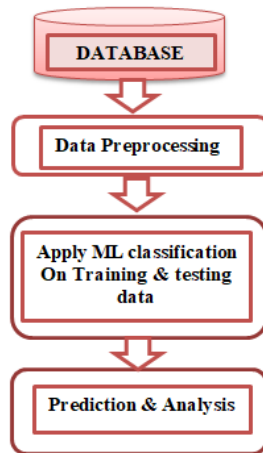 DATABASE
Data Preprocessing
Apply ML classification
On Training & testing
data
Prediction & Analysis